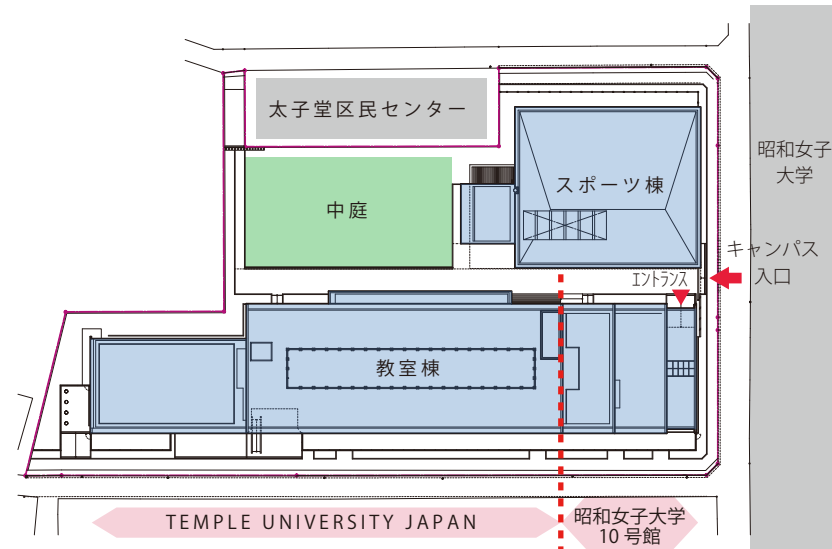 太子堂区民センター
昭和女子
大学
スポーツ棟
中庭
キャンパス
入口
エントランス
教室棟
TEMPLE UNIVERSITY JAPAN
昭和女子大学
10 号館